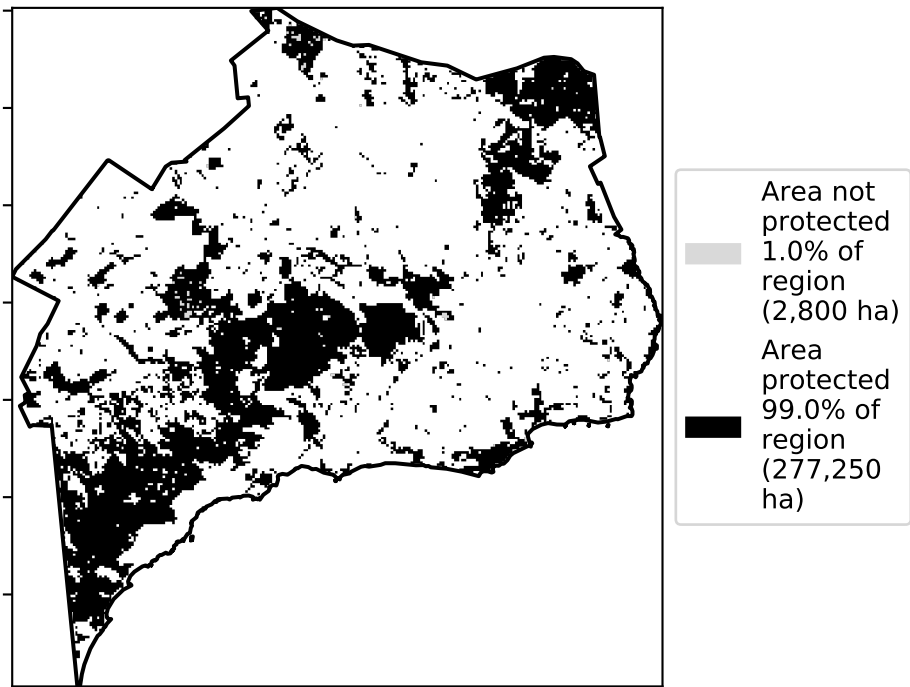 Area not
protected
1.0% of
region
(2,800 ha)
Area
protected
99.0% of
region
(277,250
ha)